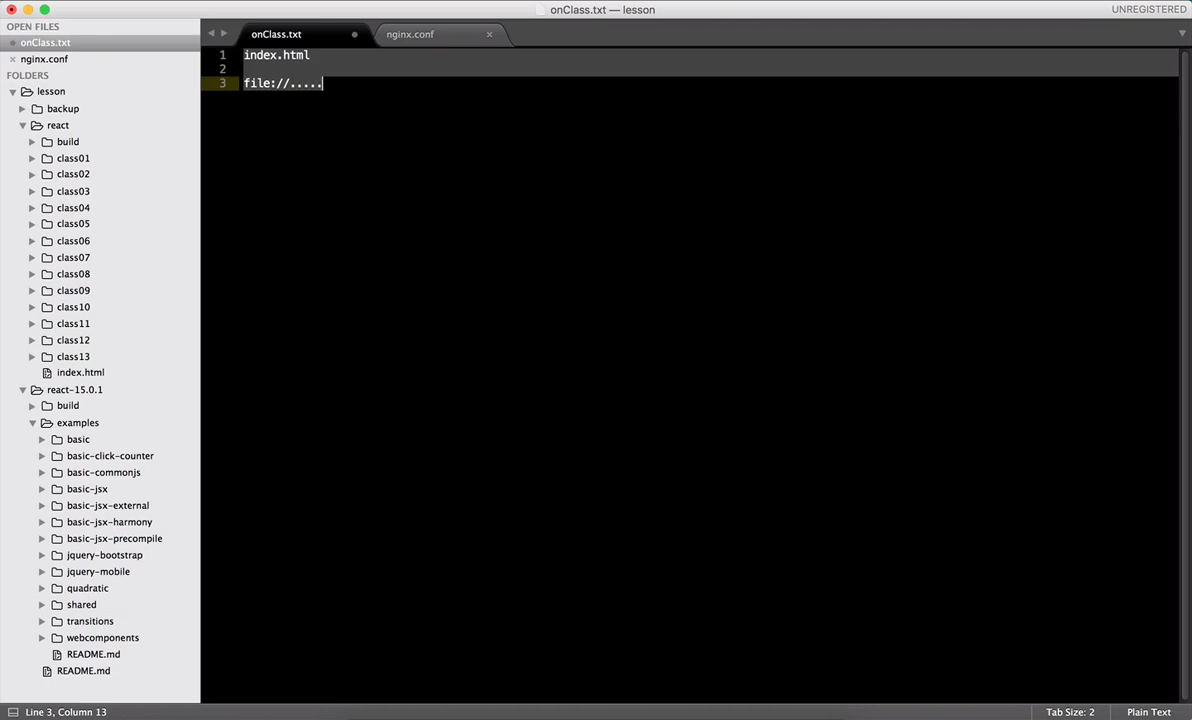 onClass.txt — lesson
UNREGISTERED
OPEN FILES
onClass.txt
nginx.conf
FOLDERS
lesson
backup
react
build
class01
class02
class03
class04
class05
class06
class07
class08
class09
class10
class11
class12
class13
index.html
react-15.0.1
build
examples
basic
basic-click-counter
basic-commonjs
basic-jsx
basic-jsx-external
basic-jsx-harmony
basic-jsx-precompile
jquery-bootstrap
jquery-mobile
quadratic
shared
transitions
webcomponents
README.md
README.md
onClass.txt
nginx.conf
1 index.html
2
3 file://.....
Line 3, Column 13
Tab Size: 2
Plain Text